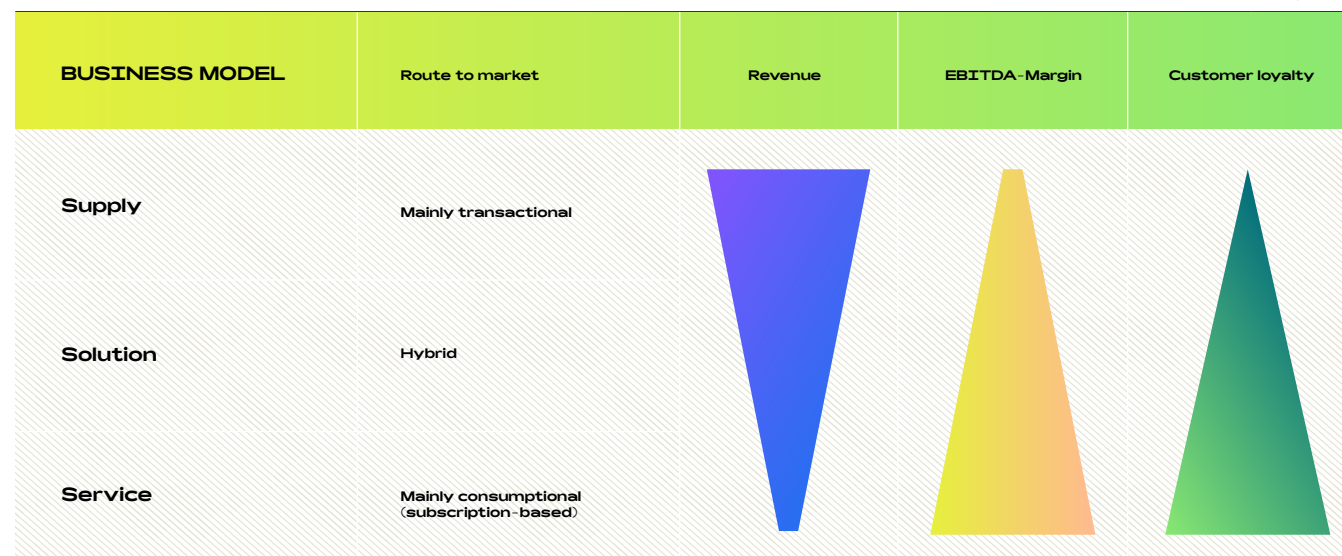 BUSINESS MODEL
Route to market
Revenue
EBITDA-Margin
Customer loyalty
Supply
Mainly transactional
Solution
Hybrid
Service
Mainly consumptional
(subscription-based)